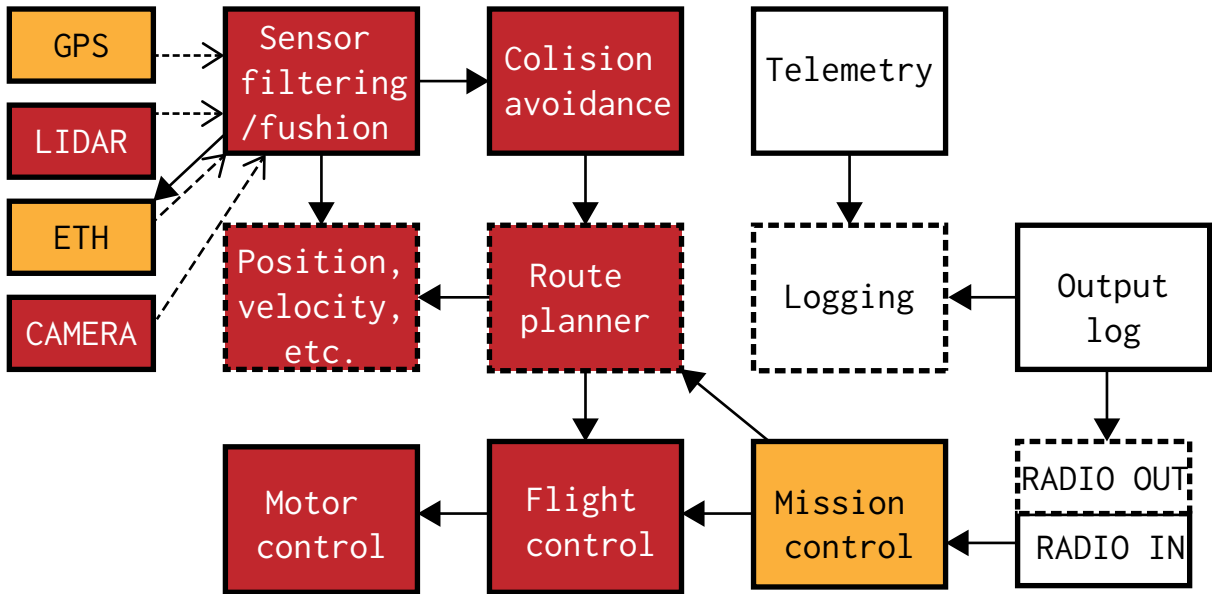 GPS
LIDAR
ETH
CAMERA
Sensor
filtering
/fushion
Colision
avoidance
Telemetry
Position,
velocity,
etc.
Route
planner
Logging
Output
log
Motor
control
Flight
control
Mission
control
RADIO OUT
RADIO IN